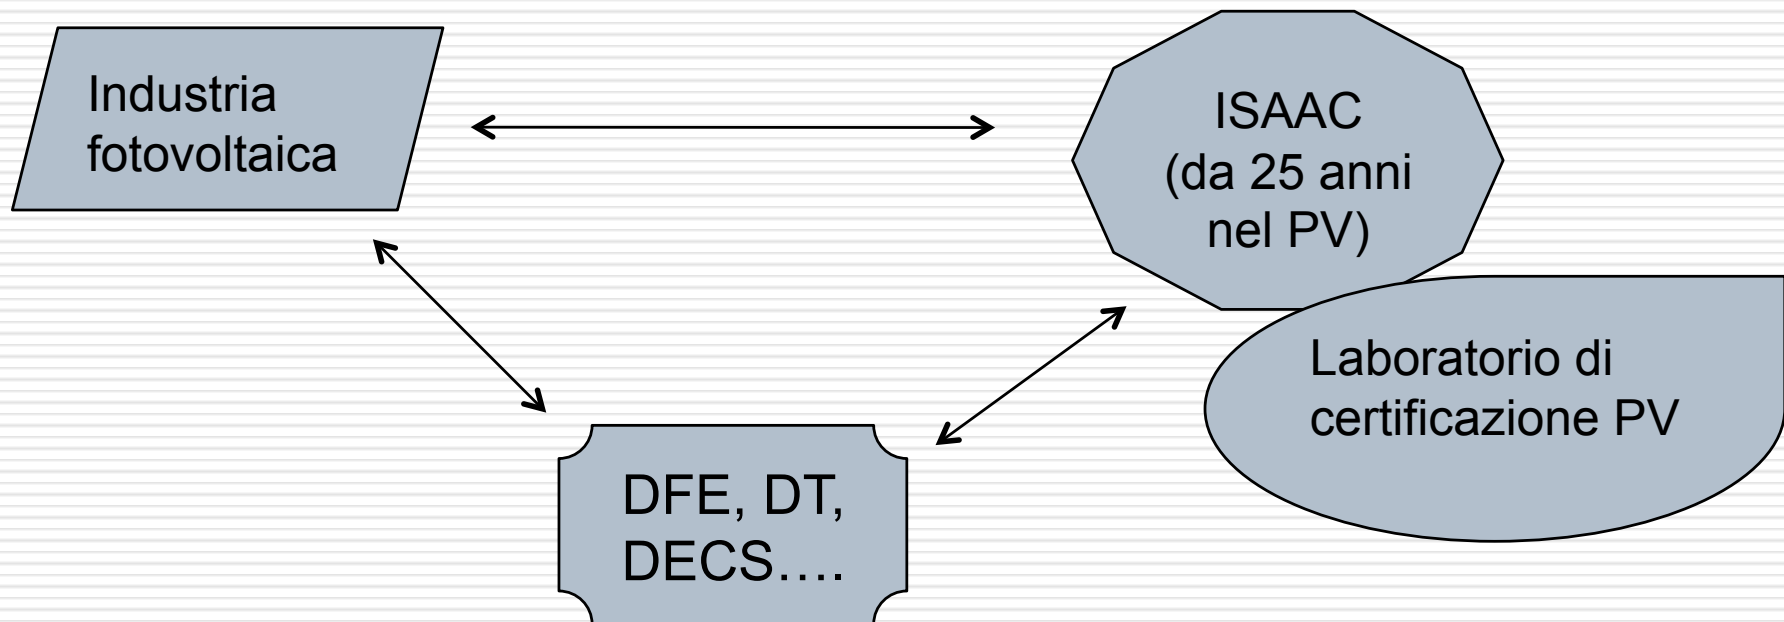 Industria
fotovoltaica
ISAAC
(da 25 anni
nel PV)
Laboratorio di
certificazione PV
DFE, DT,
DECS….